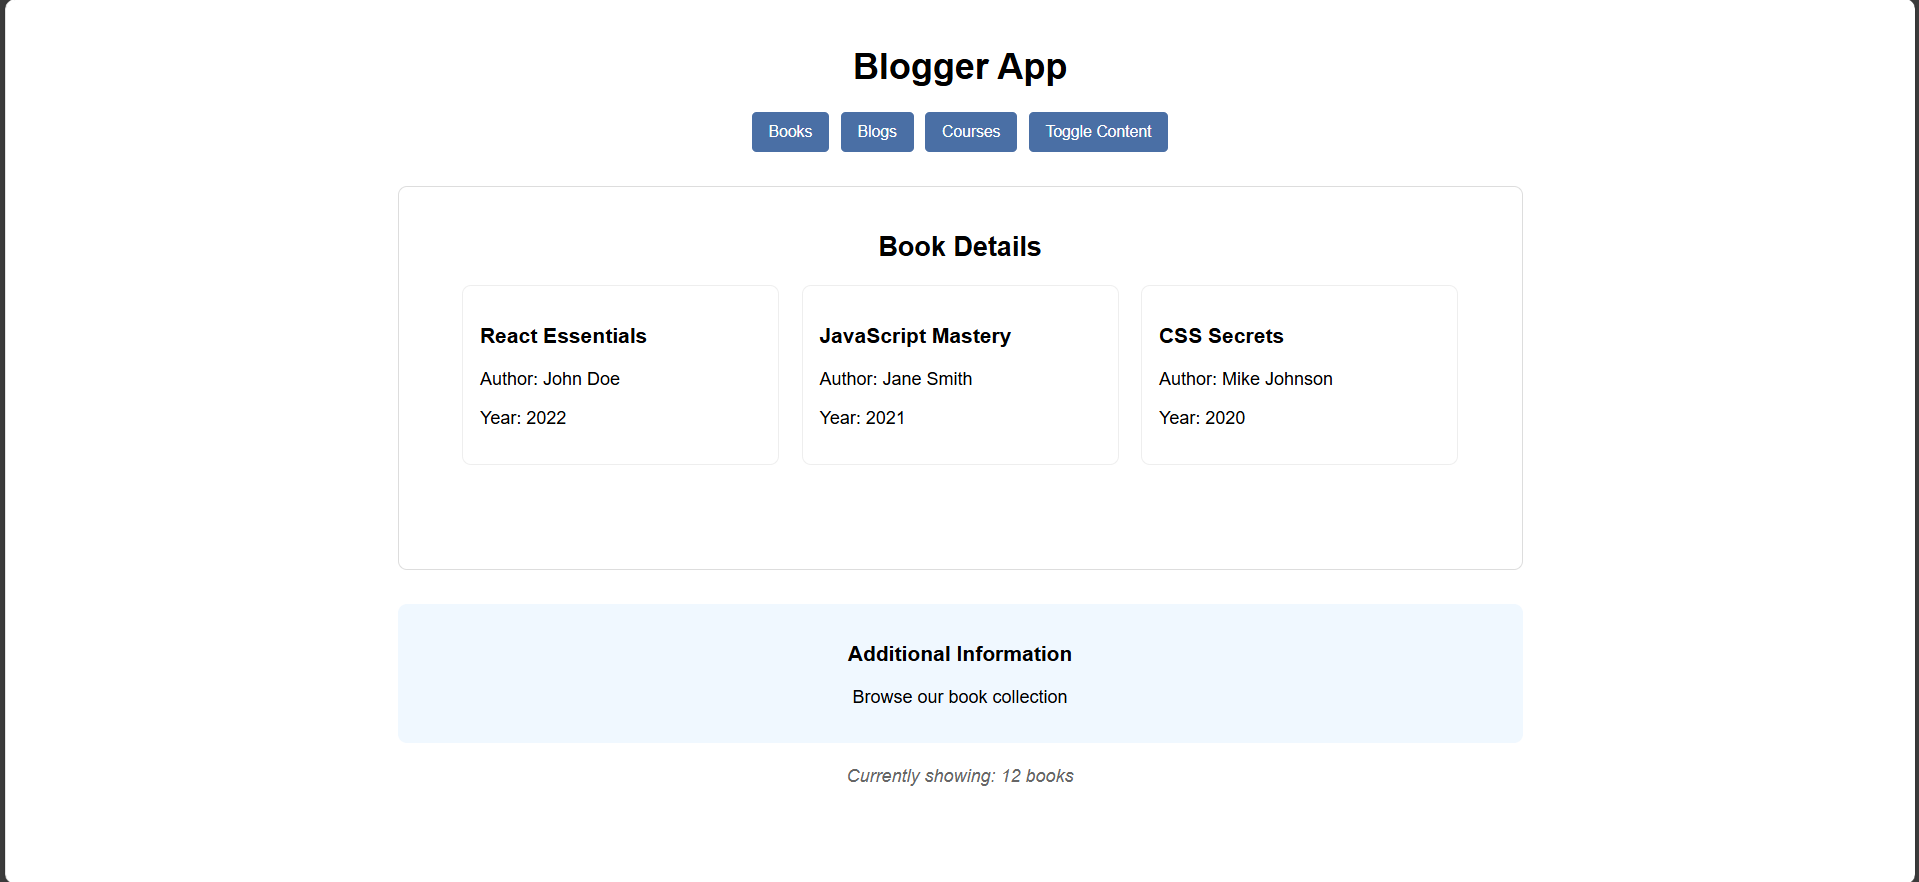 Blogger App
Books Blogs Courses Toggle Content
Book Details
React Essentials
Author: John Doe
Year: 2022
JavaScript Mastery
Author: Jane Smith
Year: 2021
CSS Secrets
Author: Mike Johnson
Year: 2020
Additional Information
Browse our book collection
Currently showing: 12 books